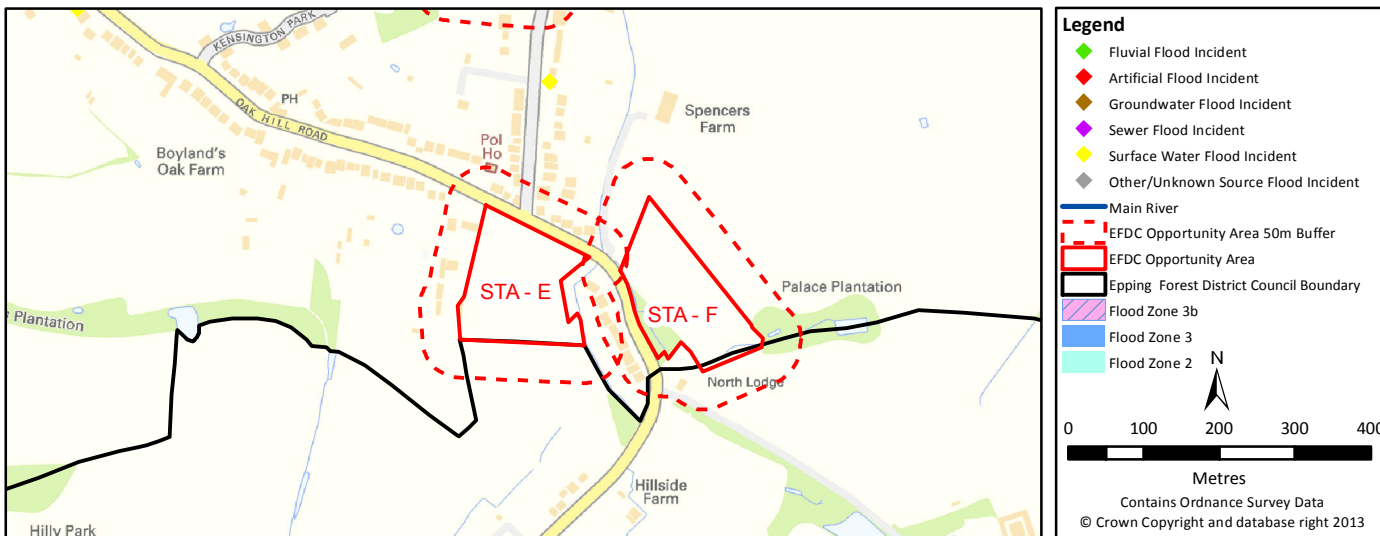 KENSINGTON PARK
PH
OAK HILL ROAD
Spencers
Farm
Pol
Ho
Boyland's
Oak Farm
STA - E
STA - F
Palace Plantation
Plantation
North Lodge
Hillside
Farm
Hilly Park
Legend
Fluvial Flood Incident
Artificial Flood Incident
Groundwater Flood Incident
Sewer Flood Incident
Surface Water Flood Incident
Other/Unknown Source Flood Incident
Main River
EFDC Opportunity Area 50m Buffer
EFDC Opportunity Area
Epping Forest District Council Boundary
Flood Zone 3b
Flood Zone 3
Flood Zone 2
N
0 100 200 300 400
Metres
Contains Ordnance Survey Data
© Crown Copyright and database right 2013